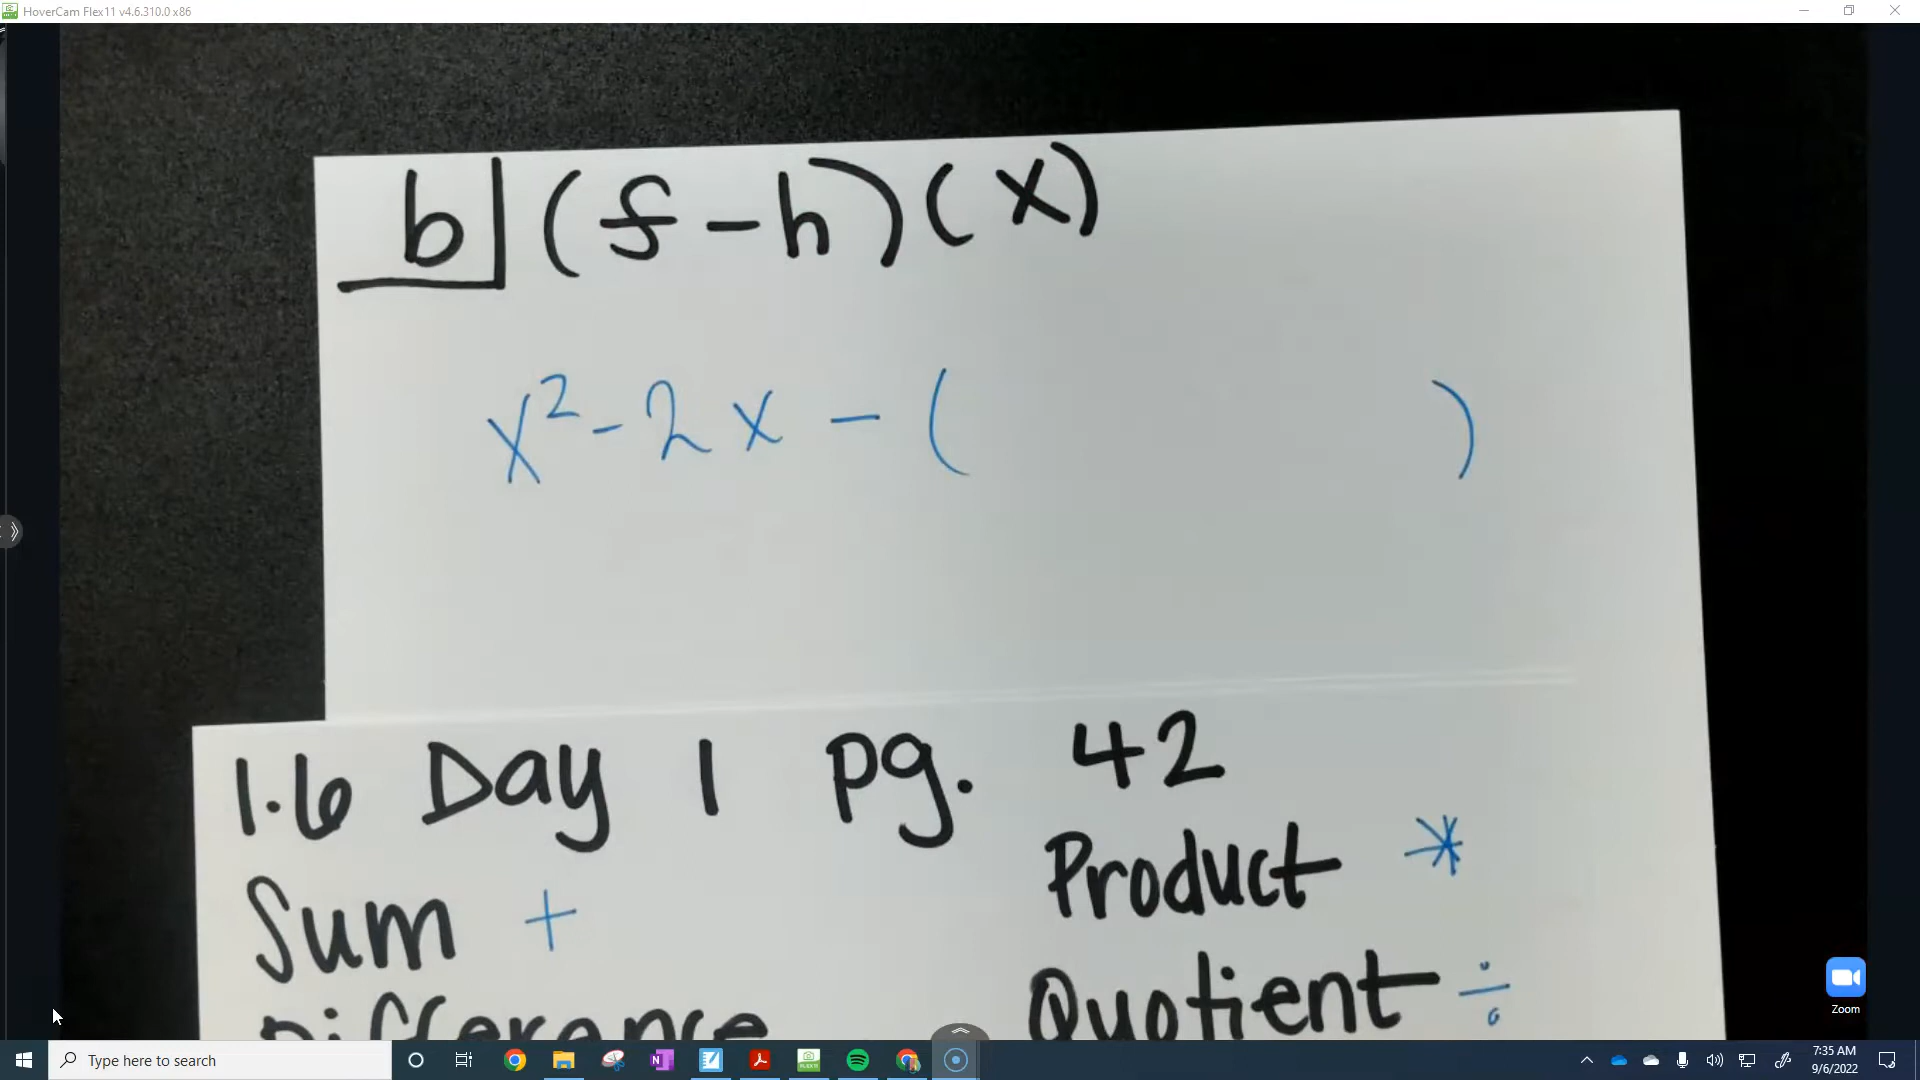 HoverCam Flex11 v4.6.310.0 x86
b (f-h)(x)
x² - 2x - (          )
1.6 Day 1 pg. 42
Product *
Sum +
Quotient ÷
Difference
Zoom
Type here to search
7:35 AM
9/6/2022